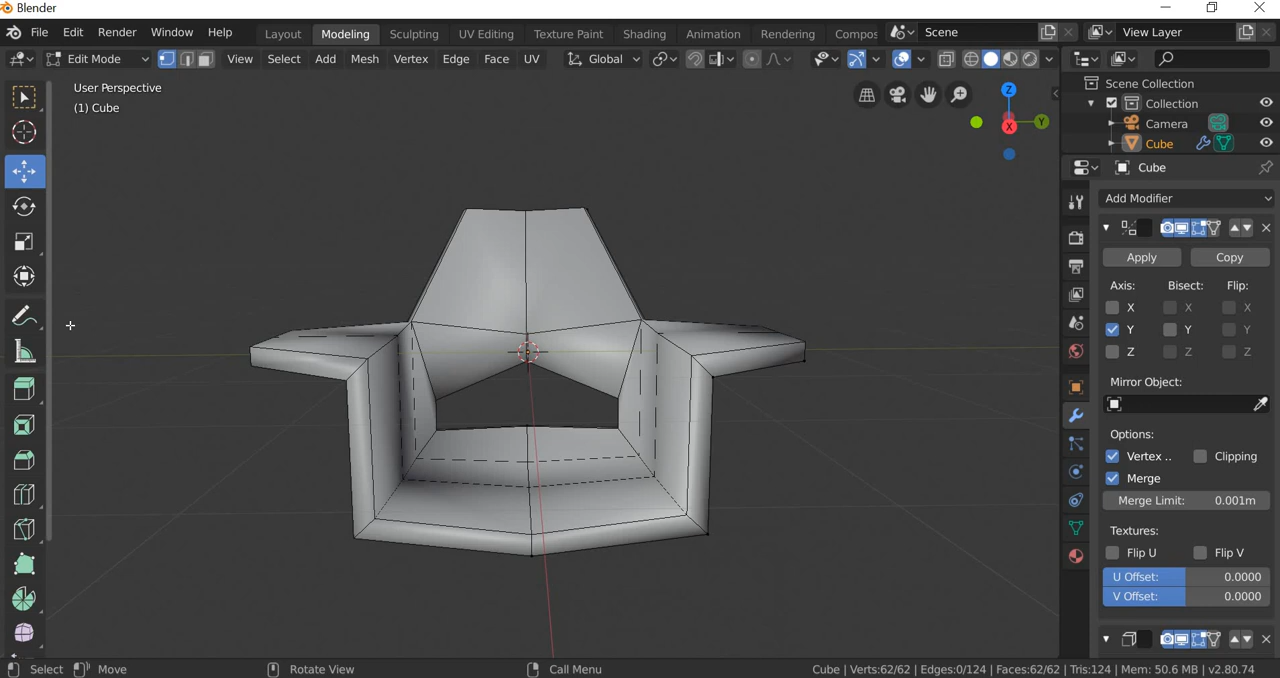 Blender
File Edit Render Window Help Layout Modeling Sculpting UV Editing Texture Paint Shading Animation Rendering Compos Scene View Layer
Edit Mode View Select Add Mesh Vertex Edge Face UV Global
User Perspective
(1) Cube
Z
X
Y
Scene Collection
Collection
Camera
Cube
Cube
Add Modifier
Apply Copy
Axis: Bisect: Flip:
X X X
Y Y Y
Z Z Z
Mirror Object:
Options:
Vertex .. Clipping
Merge
Merge Limit: 0.001m
Textures:
Flip U Flip V
U Offset: 0.0000
V Offset: 0.0000
Select Move Rotate View Call Menu Cube | Verts:62/62 | Edges:0/124 | Faces:62/62 | Tris:124 | Mem: 50.6 MB | v2.80.74